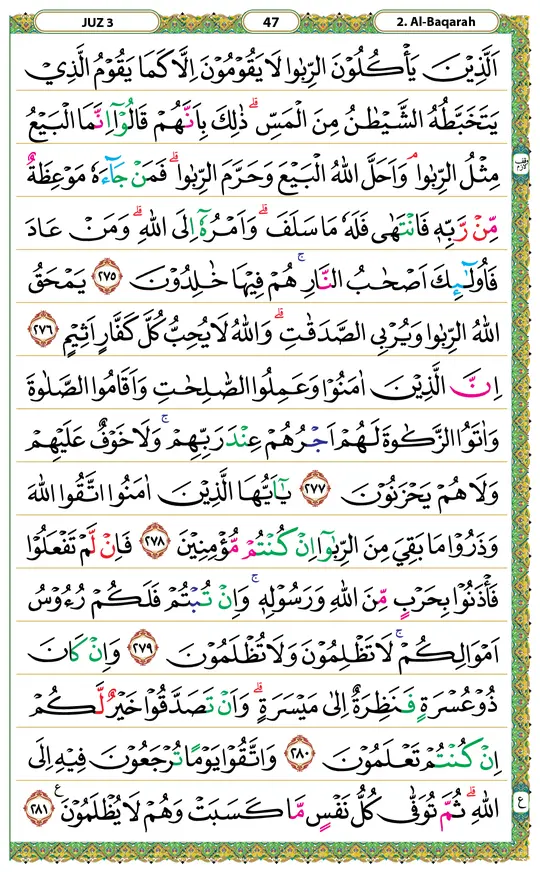 JUZ 3 47 2. Al-Baqarah
اَلَّذِيْنَ يَأْكُلُوْنَ الرِّبٰوا لَا يَقُوْمُوْنَ اِلَّا كَمَا يَقُوْمُ الَّذِيْ
يَتَخَبَّطُهُ الشَّيْطٰنُ مِنَ الْمَسِّ ۗ ذٰلِكَ بِاَنَّهُمْ قَالُوْٓا اِنَّمَا الْبَيْعُ
مِثْلُ الرِّبٰوا ۘ وَاَحَلَّ اللّٰهُ الْبَيْعَ وَحَرَّمَ الرِّبٰوا ۗ فَمَنْ جَاۤءَهٗ مَوْعِظَةٌ
مِّنْ رَّبِّهٖ فَانْتَهٰى فَلَهٗ مَا سَلَفَ ۗ وَاَمْرُهٗٓ اِلَى اللّٰهِ ۗ وَمَنْ عَادَ
فَاُولٰۤىِٕكَ اَصْحٰبُ النَّارِ ۚ هُمْ فِيْهَا خٰلِدُوْنَ ٢٧٥ يَمْحَقُ
اللّٰهُ الرِّبٰوا وَيُرْبِى الصَّدَقٰتِ ۗ وَاللّٰهُ لَا يُحِبُّ كُلَّ كَفَّارٍ اَثِيْمٍ ٢٧٦
اِنَّ الَّذِيْنَ اٰمَنُوْا وَعَمِلُوا الصّٰلِحٰتِ وَاَقَامُوا الصَّلٰوةَ
وَاٰتَوُا الزَّكٰوةَ لَهُمْ اَجْرُهُمْ عِنْدَ رَبِّهِمْ ۚ وَلَا خَوْفٌ عَلَيْهِمْ
وَلَا هُمْ يَحْزَنُوْنَ ٢٧٧ يٰٓاَيُّهَا الَّذِيْنَ اٰمَنُوا اتَّقُوا اللّٰهَ
وَذَرُوْا مَا بَقِيَ مِنَ الرِّبٰوٓا اِنْ كُنْتُمْ مُّؤْمِنِيْنَ ٢٧٨ فَاِنْ لَّمْ تَفْعَلُوْا
فَأْذَنُوْا بِحَرْبٍ مِّنَ اللّٰهِ وَرَسُوْلِهٖ ۚ وَاِنْ تُبْتُمْ فَلَكُمْ رُءُوْسُ
اَمْوَالِكُمْ ۚ لَا تَظْلِمُوْنَ وَلَا تُظْلَمُوْنَ ٢٧٩ وَاِنْ كَانَ
ذُوْ عُسْرَةٍ فَنَظِرَةٌ اِلٰى مَيْسَرَةٍ ۗ وَاَنْ تَصَدَّقُوْا خَيْرٌ لَّكُمْ
اِنْ كُنْتُمْ تَعْلَمُوْنَ ٢٨٠ وَاتَّقُوْا يَوْمًا تُرْجَعُوْنَ فِيْهِ اِلَى
اللّٰهِ ۗ ثُمَّ تُوَفّٰى كُلُّ نَفْسٍ مَّا كَسَبَتْ وَهُمْ لَا يُظْلَمُوْنَ ࣖ ٢٨١
ع